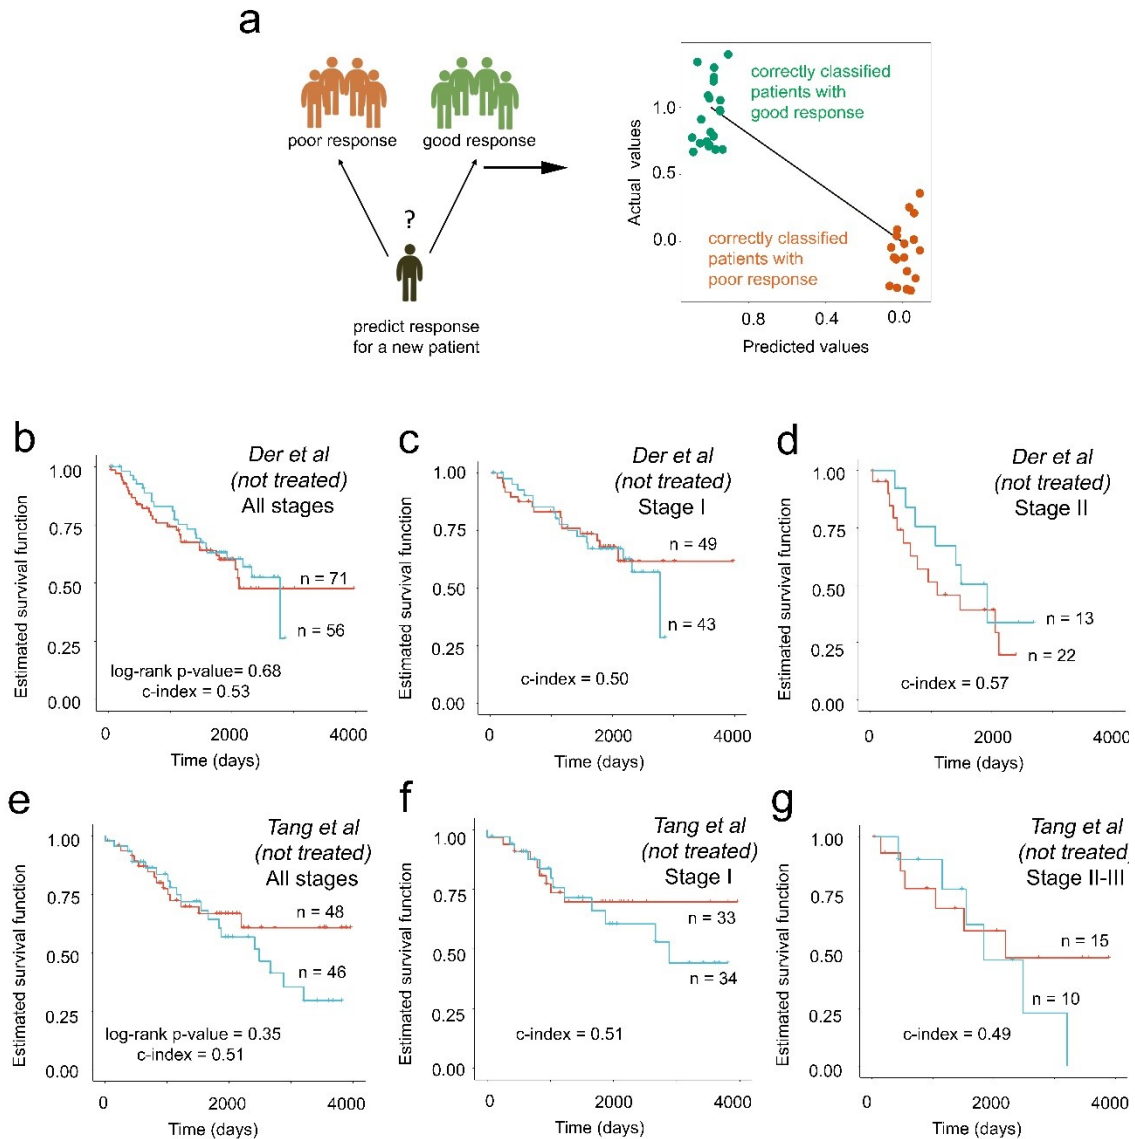 a
poor response
good response
?
predict response
for a new patient
Actual values
1.0
0.5
0.0
correctly classified
patients with
good response
correctly classified
patients with
poor response
0.8
0.4
0.0
Predicted values
b
Der et al
(not treated)
All stages
Estimated survival function
1.00
0.75
0.50
0.25
0.00
n = 71
n = 56
log-rank p-value= 0.68
c-index = 0.53
0
2000
4000
Time (days)
c
Der et al
(not treated)
Stage I
Estimated survival function
1.00
0.75
0.50
0.25
0.00
n = 49
n = 43
c-index = 0.50
0
2000
4000
Time (days)
d
Der et al
(not treated)
Stage II
Estimated survival function
1.00
0.75
0.50
0.25
0.00
n = 13
n = 22
c-index = 0.57
0
2000
4000
Time (days)
e
Tang et al
(not treated)
All stages
Estimated survival function
1.00
0.75
0.50
0.25
0.00
n = 48
n = 46
log-rank p-value = 0.35
c-index = 0.51
0
2000
4000
Time (days)
f
Tang et al
(not treated)
Stage I
Estimated survival function
1.00
0.75
0.50
0.25
0.00
n = 33
n = 34
c-index = 0.51
0
2000
4000
Time (days)
g
Tang et al
(not treated)
Stage II-III
Estimated survival function
1.00
0.75
0.50
0.25
0.00
n = 15
n = 10
c-index = 0.49
0
2000
4000
Time (days)